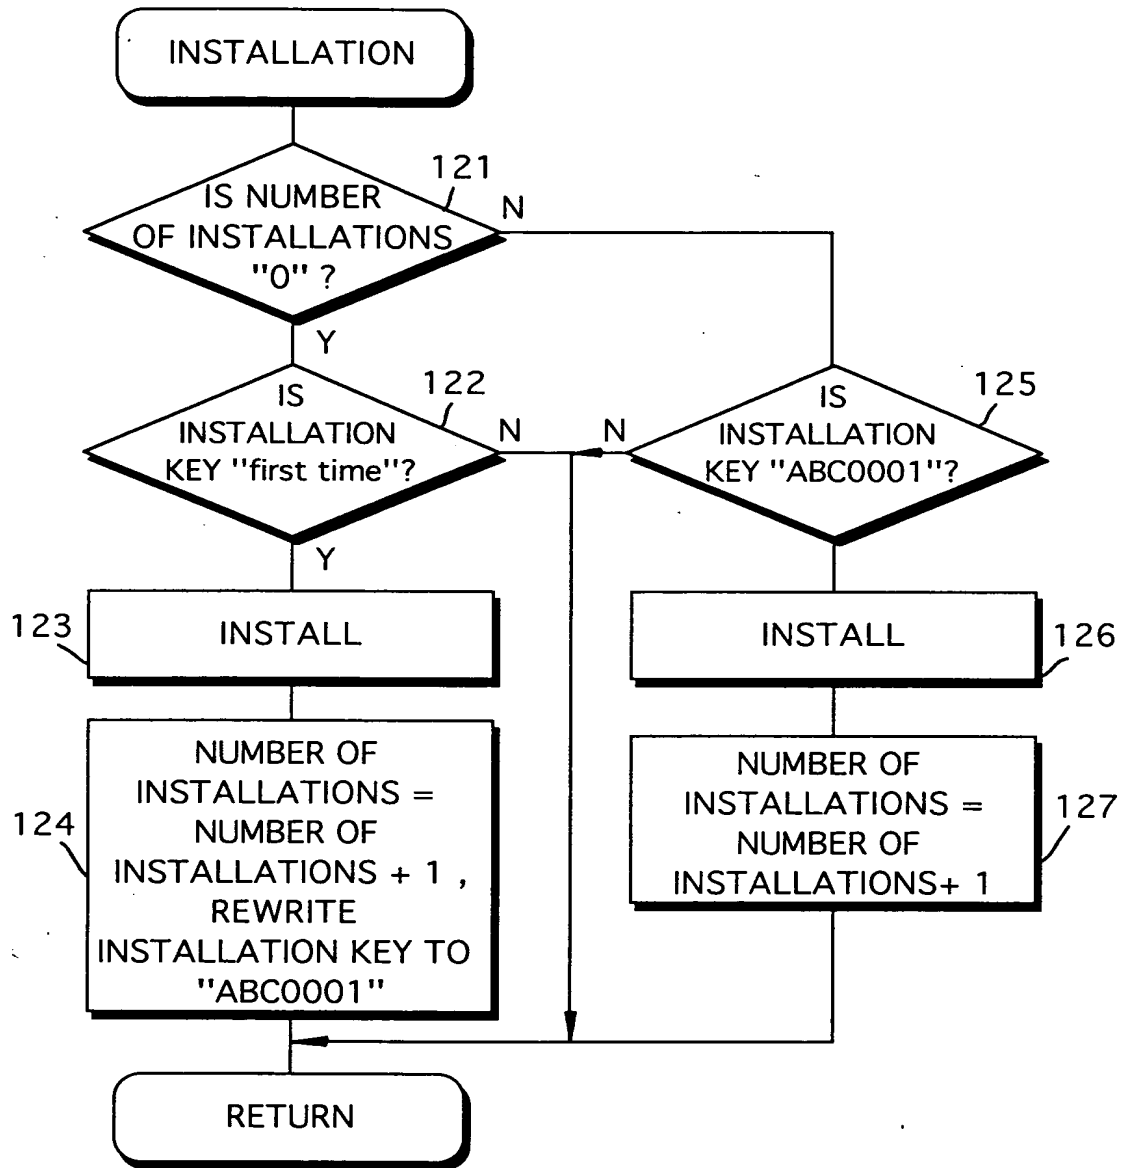 INSTALLATION
121
IS NUMBER
OF INSTALLATIONS
"0" ?
N
Y
122
IS
INSTALLATION
KEY "first time"?
N
Y
125
IS
INSTALLATION
KEY "ABC0001"?
N
123
INSTALL
INSTALL
126
124
NUMBER OF
INSTALLATIONS =
NUMBER OF
INSTALLATIONS + 1 ,
REWRITE
INSTALLATION KEY TO
"ABC0001"
NUMBER OF
INSTALLATIONS =
NUMBER OF
INSTALLATIONS+ 1
127
RETURN